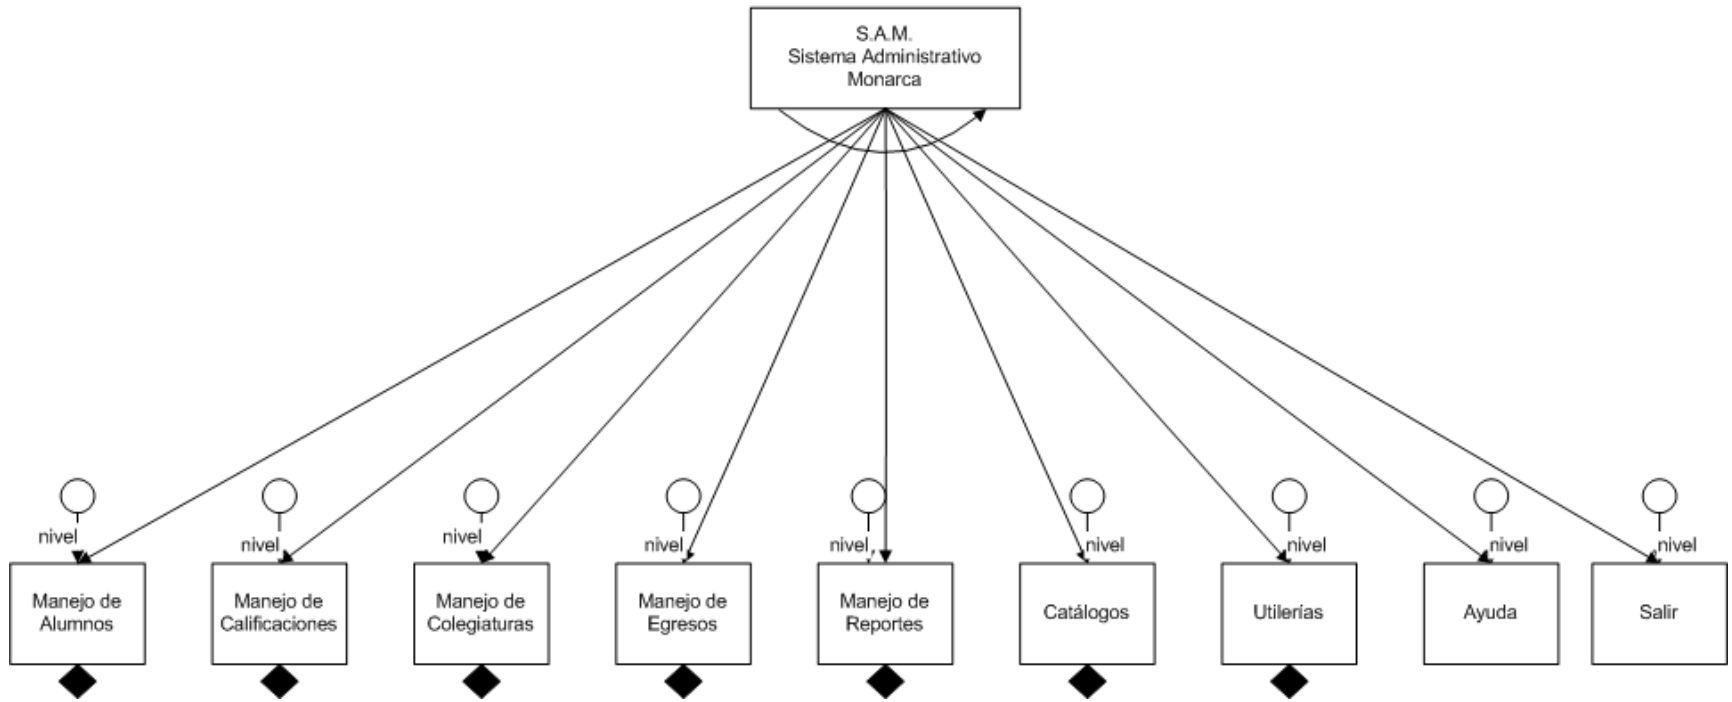 S.A.M.
Sistema Administrativo
Monarca
nivel
nivel
nivel
nivel
nivel
nivel
nivel
nivel
nivel
Manejo de
Alumnos
Manejo de
Calificaciones
Manejo de
Colegiaturas
Manejo de
Egresos
Manejo de
Reportes
Catálogos
Utilerías
Ayuda
Salir